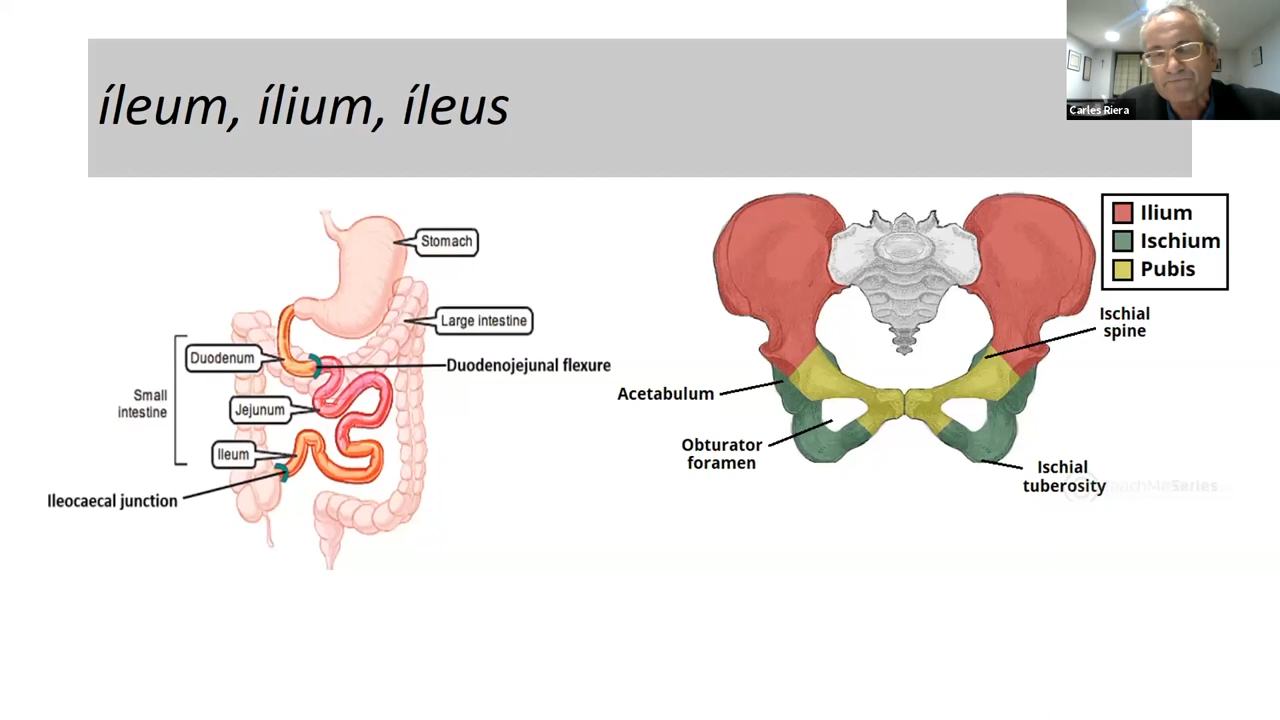 íleum, ílium, íleus
Carles Riera
Stomach
Large intestine
Duodenum
Duodenojejunal flexure
Small
intestine
Jejunum
Ileum
Ileocaecal junction
Ilium
Ischium
Pubis
Ischial
spine
Acetabulum
Obturator
foramen
Ischial
tuberosity
TeachMeSeries